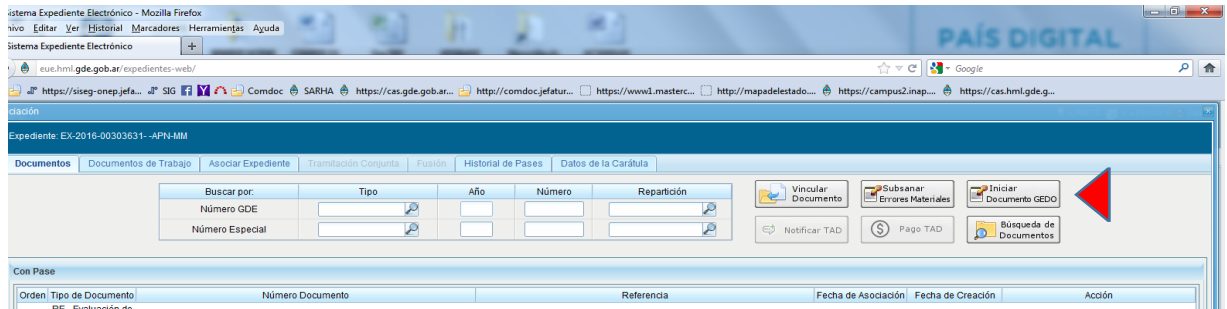 Sistema Expediente Electrónico - Mozilla Firefox
Editar Ver Historial Marcadores Herramientas Ayuda
Sistema Expediente Electrónico +
PAÍS DIGITAL
eue.hml.gde.gob.ar/expedientes-web/ Google
https://siseg-onep.jefa... SIG Comdoc SARHA https://cas.gde.gob.ar... http://comdoc.jefatur... https://www1.masterc... http://mapadelestado.... https://campus2.inap.... https://cas.hml.gde.g...
Expediente: EX-2016-00303631- -APN-MM
Documentos Documentos de Trabajo Asociar Expediente Tramitación Conjunta Fusión Historial de Pases Datos de la Carátula
Buscar por: Tipo Año Número Repartición
Número GDE
Número Especial
Vincular Documento
Subsanar Errores Materiales
Iniciar Documento GEDO
Notificar TAD
Pago TAD
Búsqueda de Documentos
Con Pase
Orden Tipo de Documento Número Documento Referencia Fecha de Asociación Fecha de Creación Acción
RE - Evaluación de